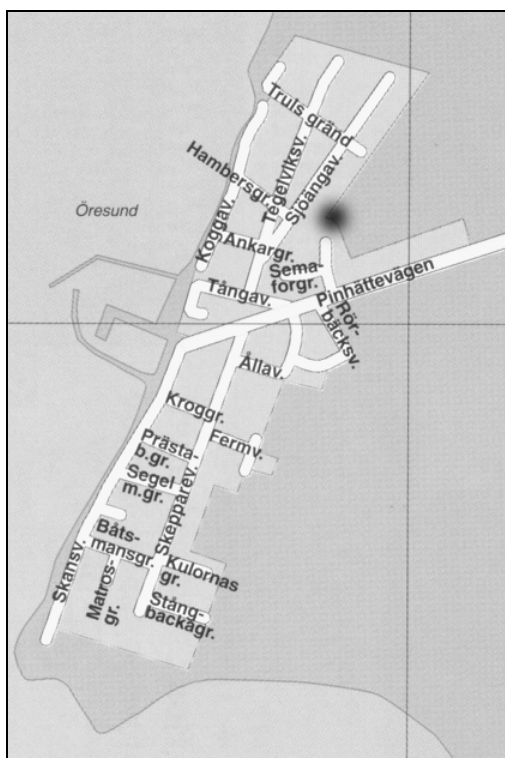 Truls gränd
Hambersgr.
Tegelviksv.
Sjöängav.
Öresund
Koggav.
Ankargr.
Sema-
forgr.
Pinhättevägen
Tångav.
Rör-
bäcksv.
Ållav.
Kroggr.
Fermv.
Prästa-
b.gr.
Segel
m.gr.
Skepparev.
Båts-
mansgr.
Kulornas
gr.
Skansv.
Matros-
gr.
Stång-
backagr.